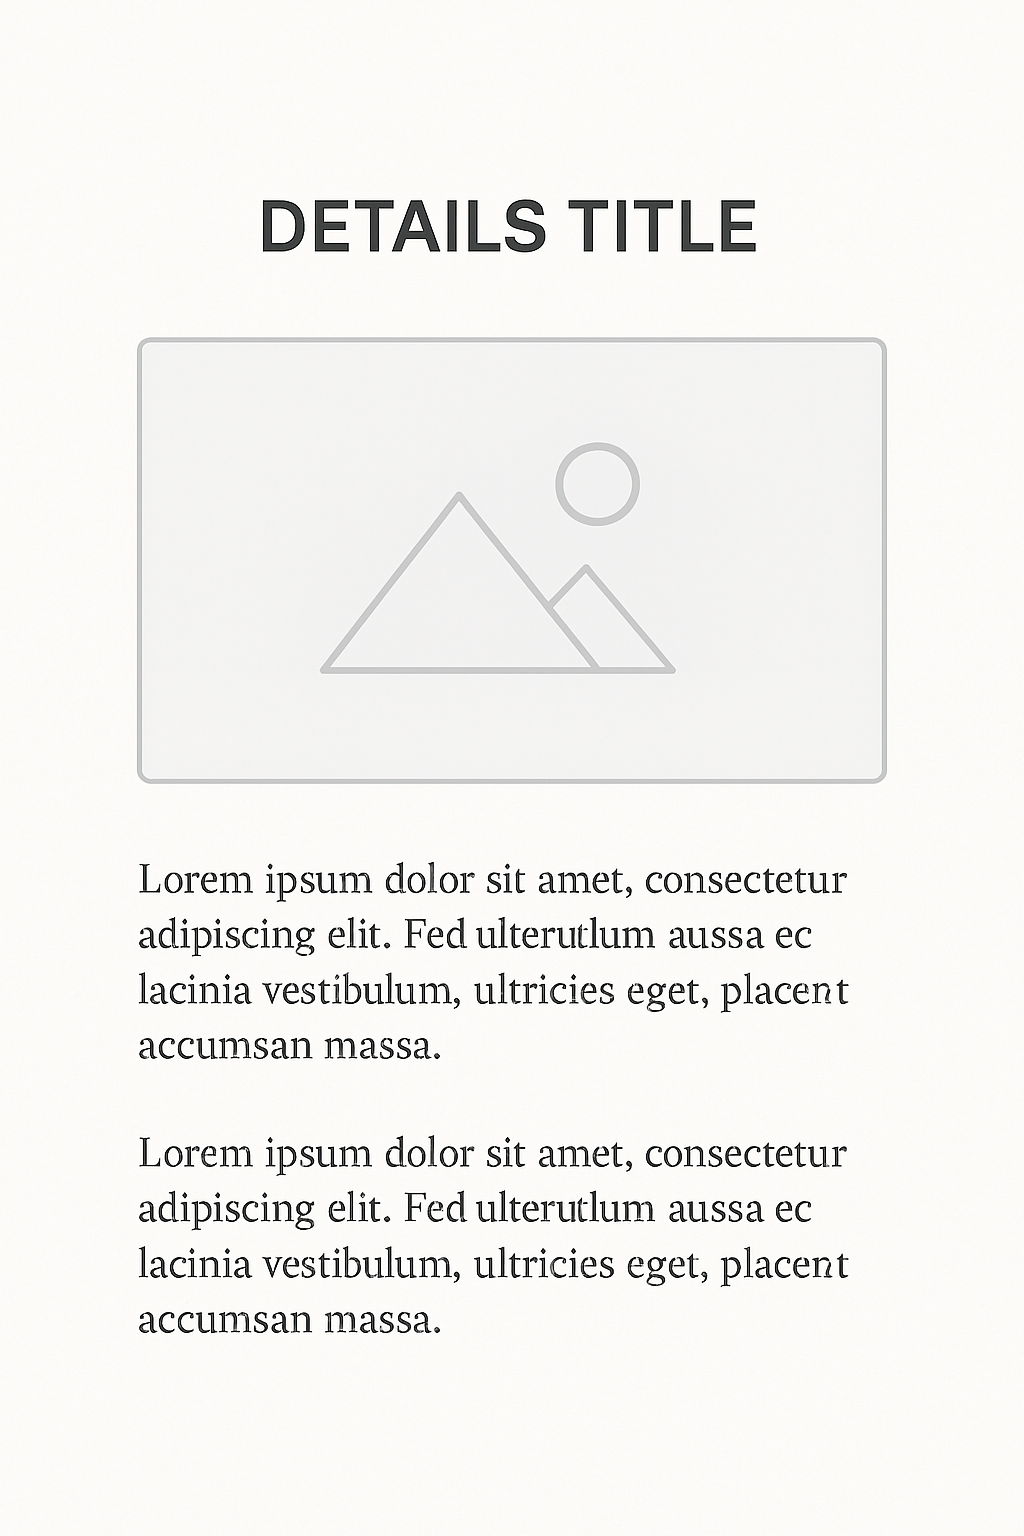 DETAILS TITLE
Lorem ipsum dolor sit amet, consectetur
adipiscing elit. Fed ulterutlum aussa ec
lacinia vestibulum, ultricies eget, placent
accumsan massa.
Lorem ipsum dolor sit amet, consectetur
adipiscing elit. Fed ulterutlum aussa ec
lacinia vestibulum, ultricies eget, placent
accumsan massa.